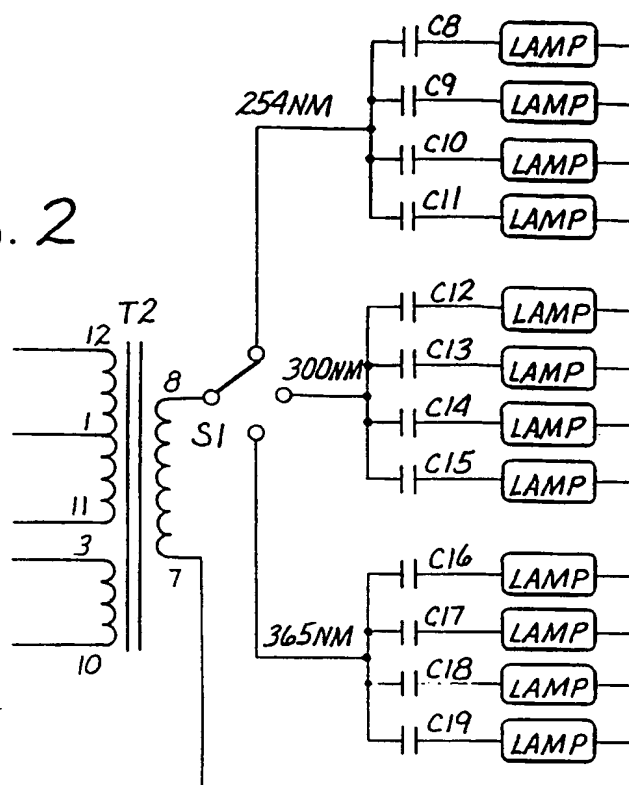 C8 LAMP
254NM C9 LAMP
C10 LAMP
C11 LAMP
. 2
T2
12
1
11
3
10
8
7
S1
300NM
C12 LAMP
C13 LAMP
C14 LAMP
C15 LAMP
365NM
C16 LAMP
C17 LAMP
C18 LAMP
C19 LAMP